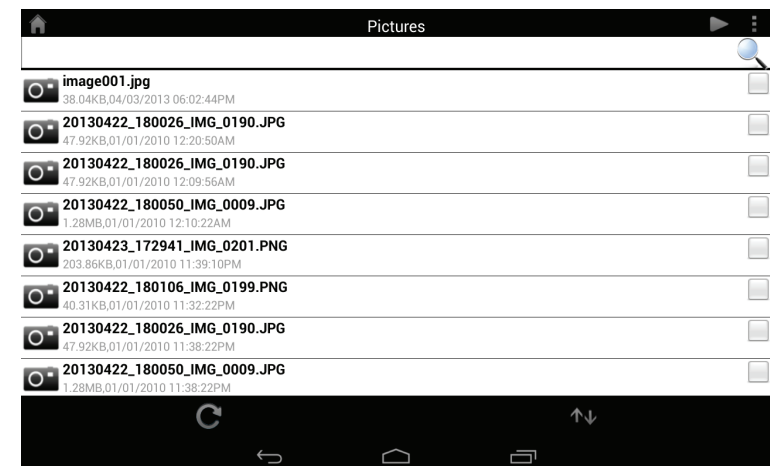 Pictures
image001.jpg
38.04KB,04/03/2013 06:02:44PM
20130422_180026_IMG_0190.JPG
47.92KB,01/01/2010 12:20:50AM
20130422_180026_IMG_0190.JPG
47.92KB,01/01/2010 12:09:56AM
20130422_180050_IMG_0009.JPG
1.28MB,01/01/2010 12:10:22AM
20130423_172941_IMG_0201.PNG
203.86KB,01/01/2010 11:39:10PM
20130422_180106_IMG_0199.PNG
40.31KB,01/01/2010 11:32:22PM
20130422_180026_IMG_0190.JPG
47.92KB,01/01/2010 11:38:22PM
20130422_180050_IMG_0009.JPG
1.28MB,01/01/2010 11:38:22PM